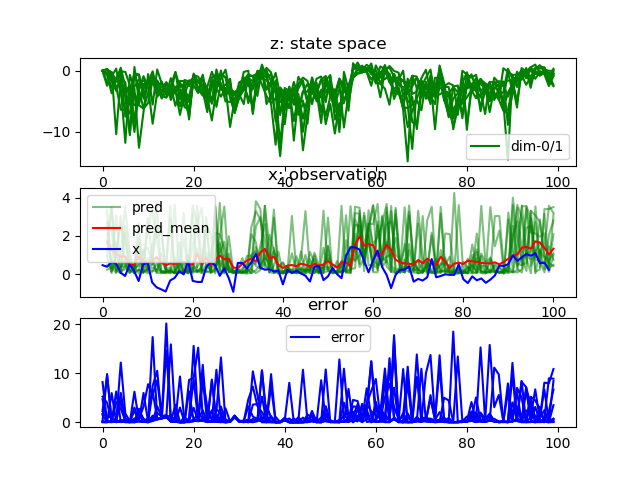 z: state space
0
−10
dim-0/1
0 20 40 60 80 100
x: observation
4
2
0
pred
pred_mean
x
0 20 40 60 80 100
error
20
10
0
error
0 20 40 60 80 100